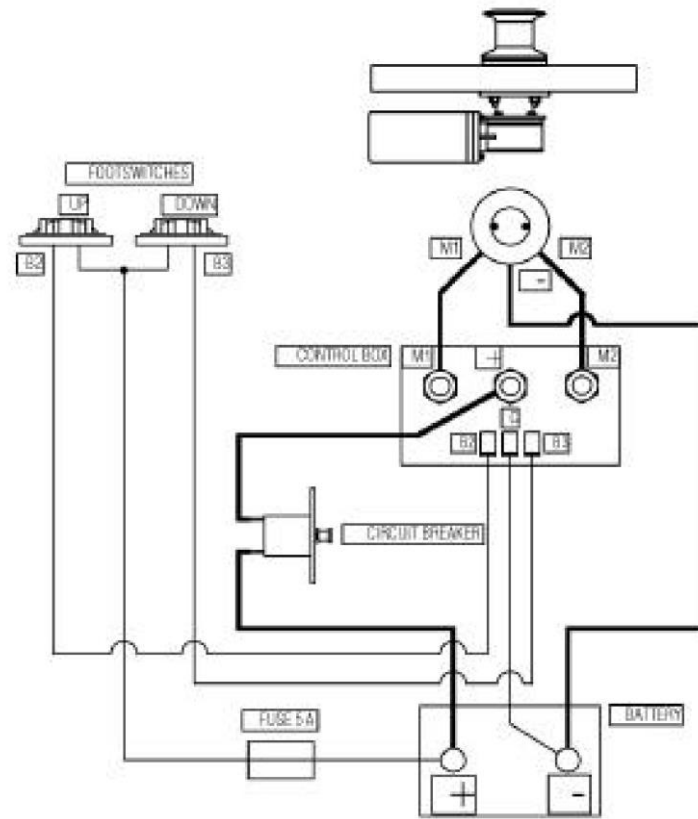 FOOTSWITCHES
UP
DOWN
B2
B3
M1
M2
-
CONTROL BOX
M1
+
M2
B2
C
B3
CIRCUIT BREAKER
FUSE 5 A
BATTERY
+
-